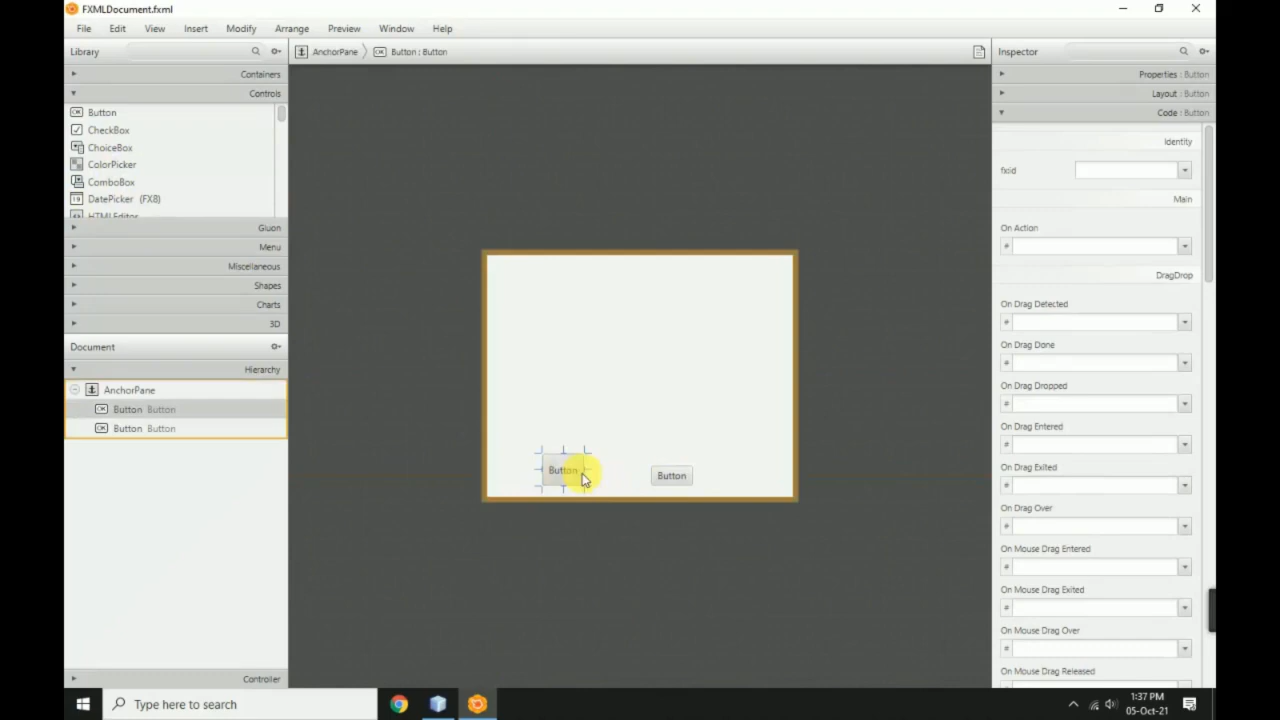 FXMLDocument.fxml
File Edit View Insert Modify Arrange Preview Window Help
Library
AnchorPane Button : Button
Inspector
Containers
Controls
Button
CheckBox
ChoiceBox
ColorPicker
ComboBox
DatePicker (FX8)
HTMLEditor
Gluon
Menu
Miscellaneous
Shapes
Charts
3D
Document
Hierarchy
AnchorPane
Button Button
Button Button
Controller
Button
Button
Properties : Button
Layout : Button
Code : Button
Identity
fx:id
Main
On Action
#
DragDrop
On Drag Detected
#
On Drag Done
#
On Drag Dropped
#
On Drag Entered
#
On Drag Exited
#
On Drag Over
#
On Mouse Drag Entered
#
On Mouse Drag Exited
#
On Mouse Drag Over
#
On Mouse Drag Released
Type here to search
1:37 PM
05-Oct-21